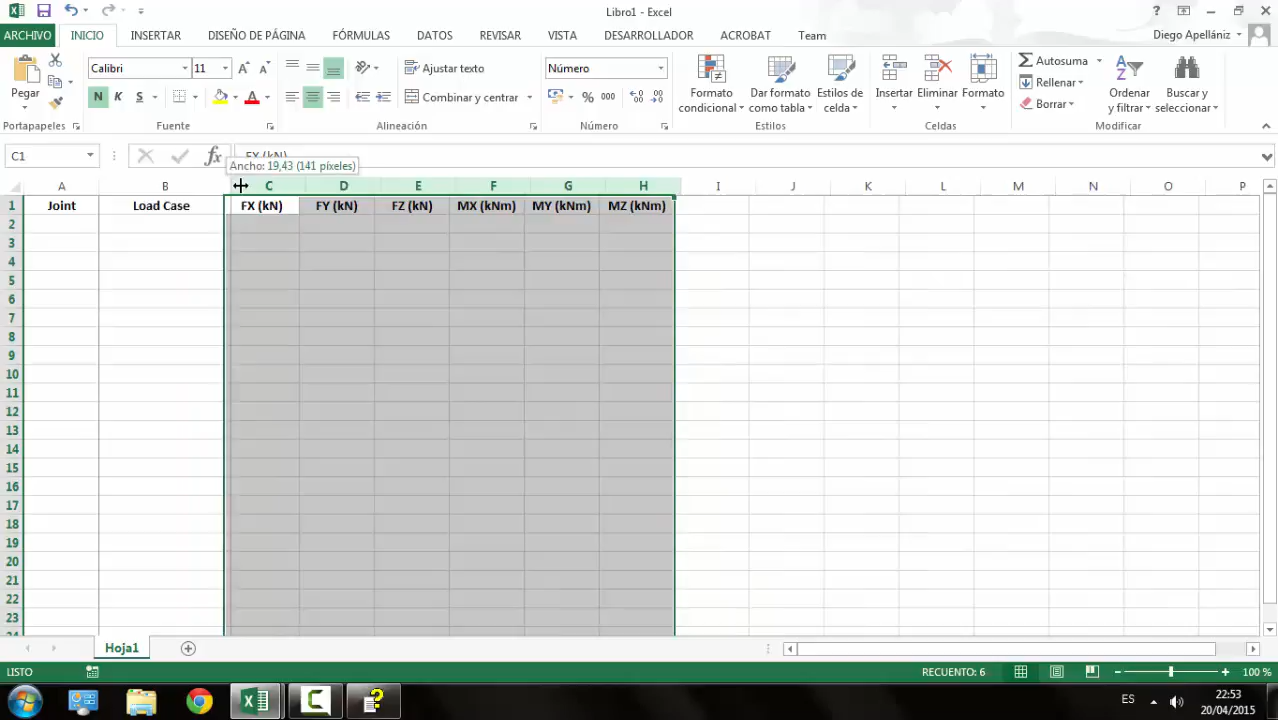 Libro1 - Excel
?
ARCHIVO INICIO INSERTAR DISEÑO DE PÁGINA FÓRMULAS DATOS REVISAR VISTA DESARROLLADOR ACROBAT Team Diego Apellániz
Calibri 11 Ajustar texto Número Autosuma
Pegar Formato condicional Dar formato como tabla Estilos de celda Insertar Eliminar Formato Rellenar Ordenar y filtrar Buscar y seleccionar
N K S A Combinar y centrar % 000 Borrar
Portapapeles Fuente Alineación Número Estilos Celdas Modificar
C1 fx FX (kN)
Ancho: 19,43 (141 píxeles)
A B C D E F G H I J K L M N O P
1 Joint Load Case FX (kN) FY (kN) FZ (kN) MX (kNm) MY (kNm) MZ (kNm)
2
3
4
5
6
7
8
9
10
11
12
13
14
15
16
17
18
19
20
21
22
23
24
Hoja1
LISTO RECUENTO: 6 100 %
ES 22:53
20/04/2015